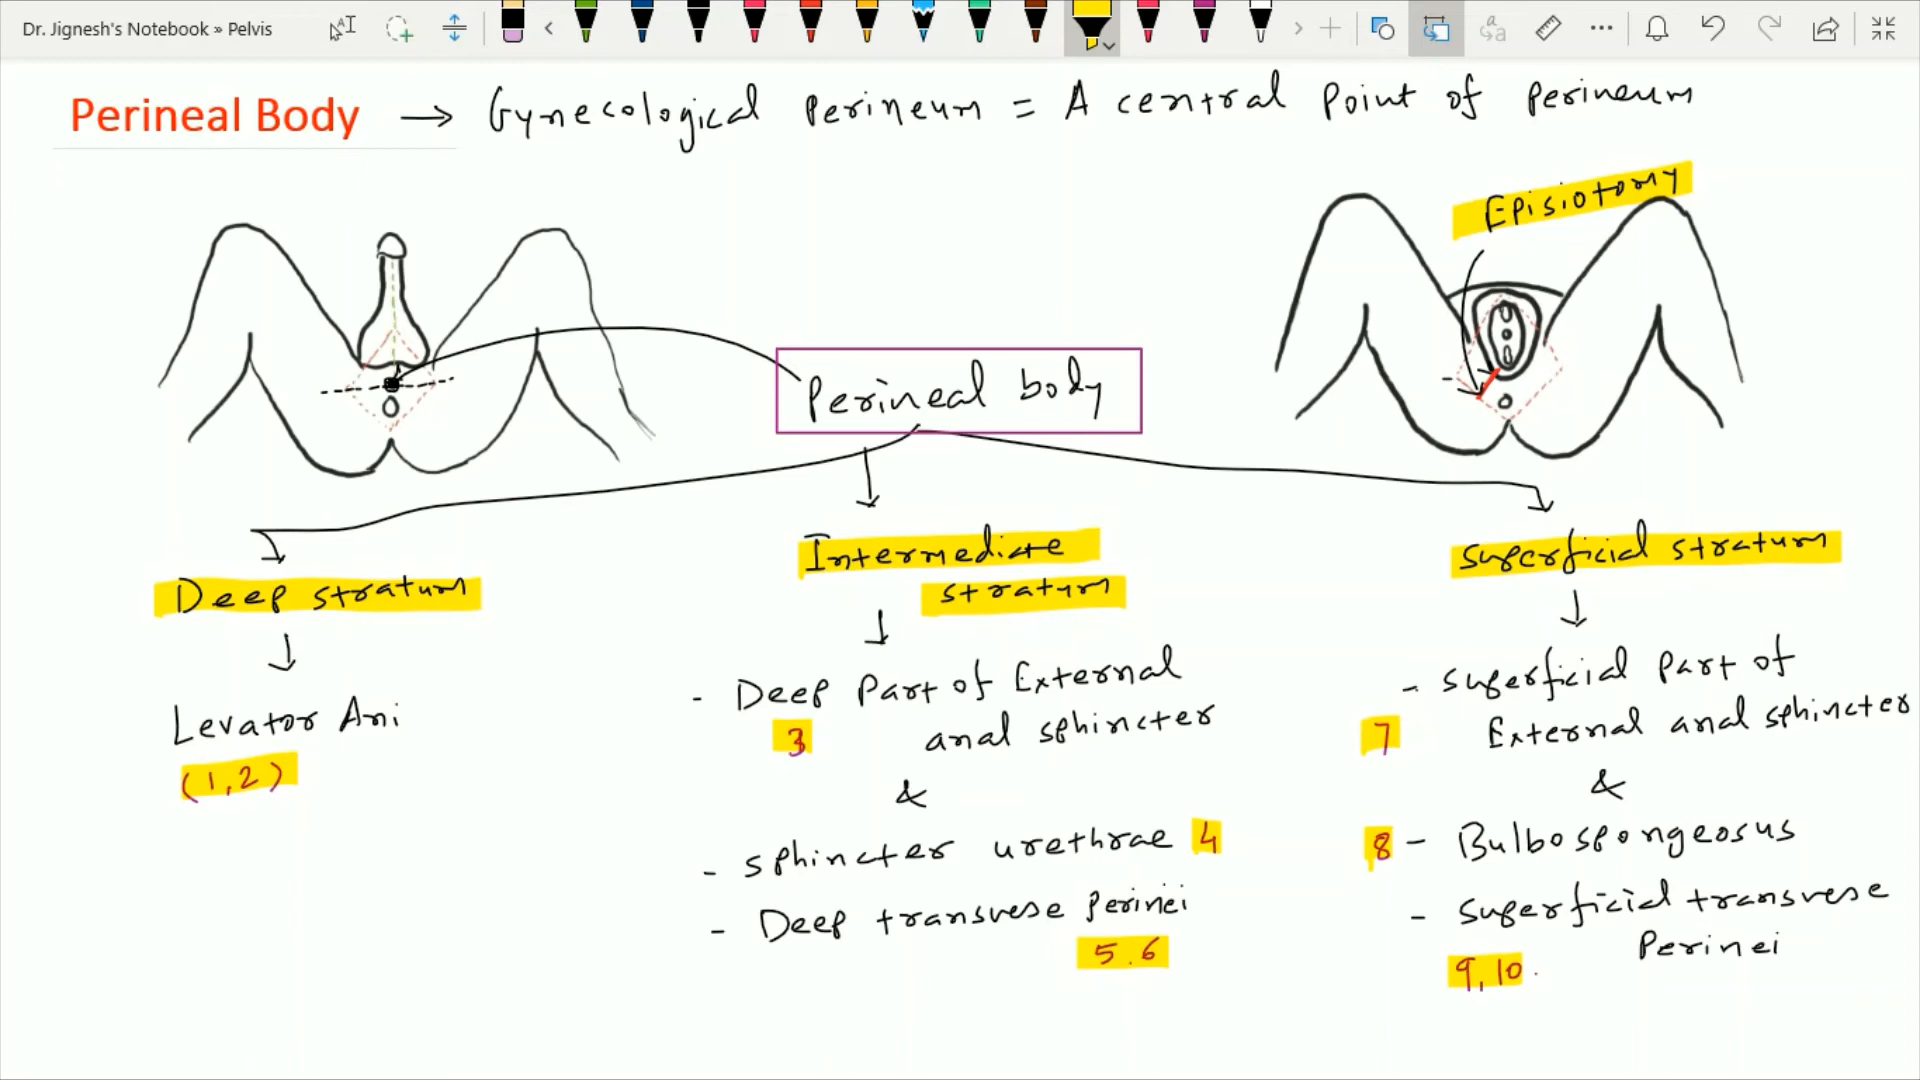 Dr. Jignesh's Notebook » Pelvis
Perineal Body → Gynecological Perineum = A central Point of Perineum
Episiotomy
Perineal body
Deep stratum
Levator Ani
(1,2)
Intermediate
stratum
- Deep Part of External
3 anal sphincter
&
- Sphincter urethrae 4
- Deep transvese Perinei
5.6
Superficial stratum
- Superficial Part of
7 External anal sphincter
&
8 - Bulbospongeosus
- Superficial transvese
Perinei
9,10.